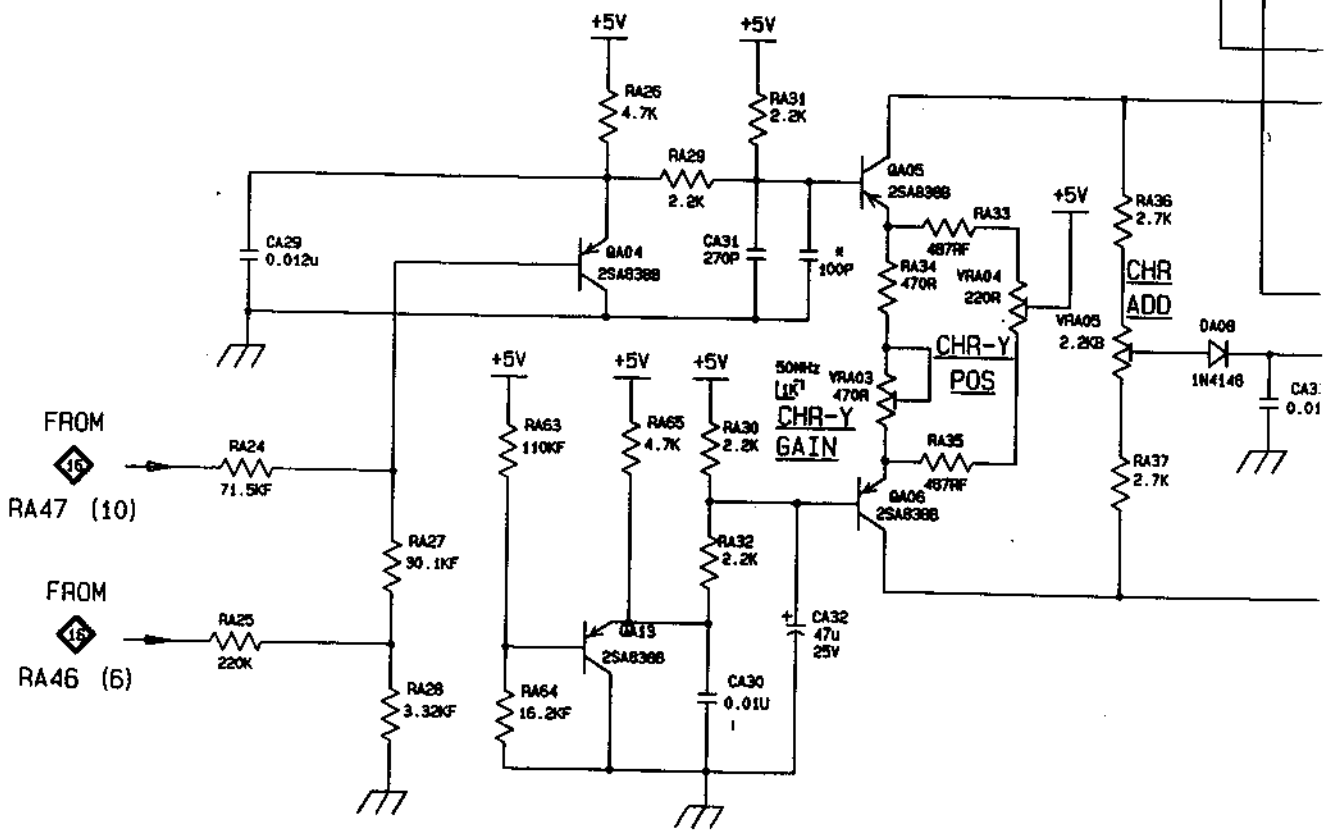 +5V
+5V
RA26
4.7K
RA31
2.2K
RA29
2.2K
QA05
2SA838B
+5V
RA36
2.7K
RA33
487RF
CA29
0.012u
QA04
2SA838B
CA31
270P
*
100P
RA34
470R
VRA04
220R
CHR
ADD
VRA05
2.2KB
DA08
1N4148
+5V
+5V
+5V
50MHz
1K
VRA03
470R
CHR-Y
POS
CHR-Y
GAIN
FROM
16
RA47 (10)
RA24
71.5KF
RA63
110KF
RA65
4.7K
RA30
2.2K
RA35
487RF
RA37
2.7K
QA06
2SA838B
RA27
30.1KF
RA32
2.2K
FROM
16
RA46 (6)
RA25
220K
QA13
2SA838B
+
CA32
47u
25V
RA28
3.32KF
RA64
16.2KF
CA30
0.01U